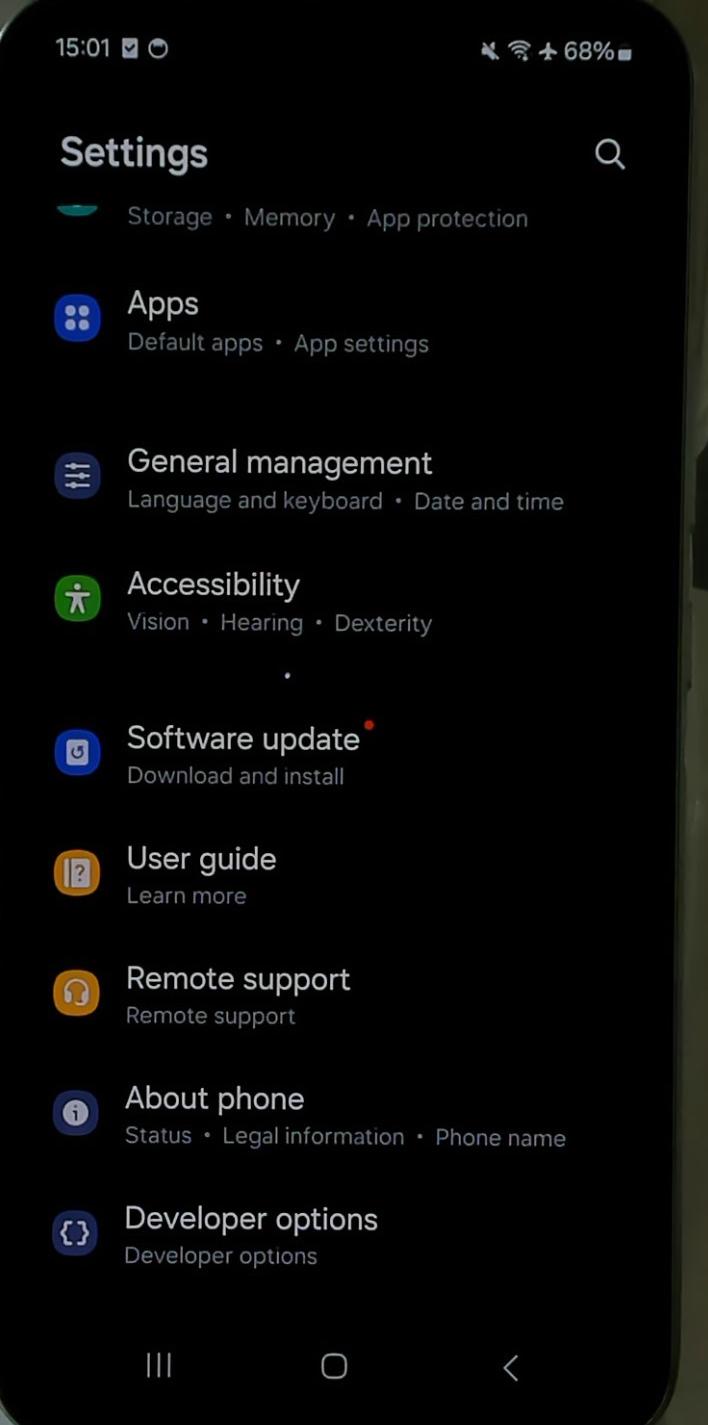 15:01
68%
Settings
Storage • Memory • App protection
Apps
Default apps • App settings
General management
Language and keyboard • Date and time
Accessibility
Vision • Hearing • Dexterity
Software update
Download and install
User guide
Learn more
Remote support
Remote support
About phone
Status • Legal information • Phone name
Developer options
Developer options